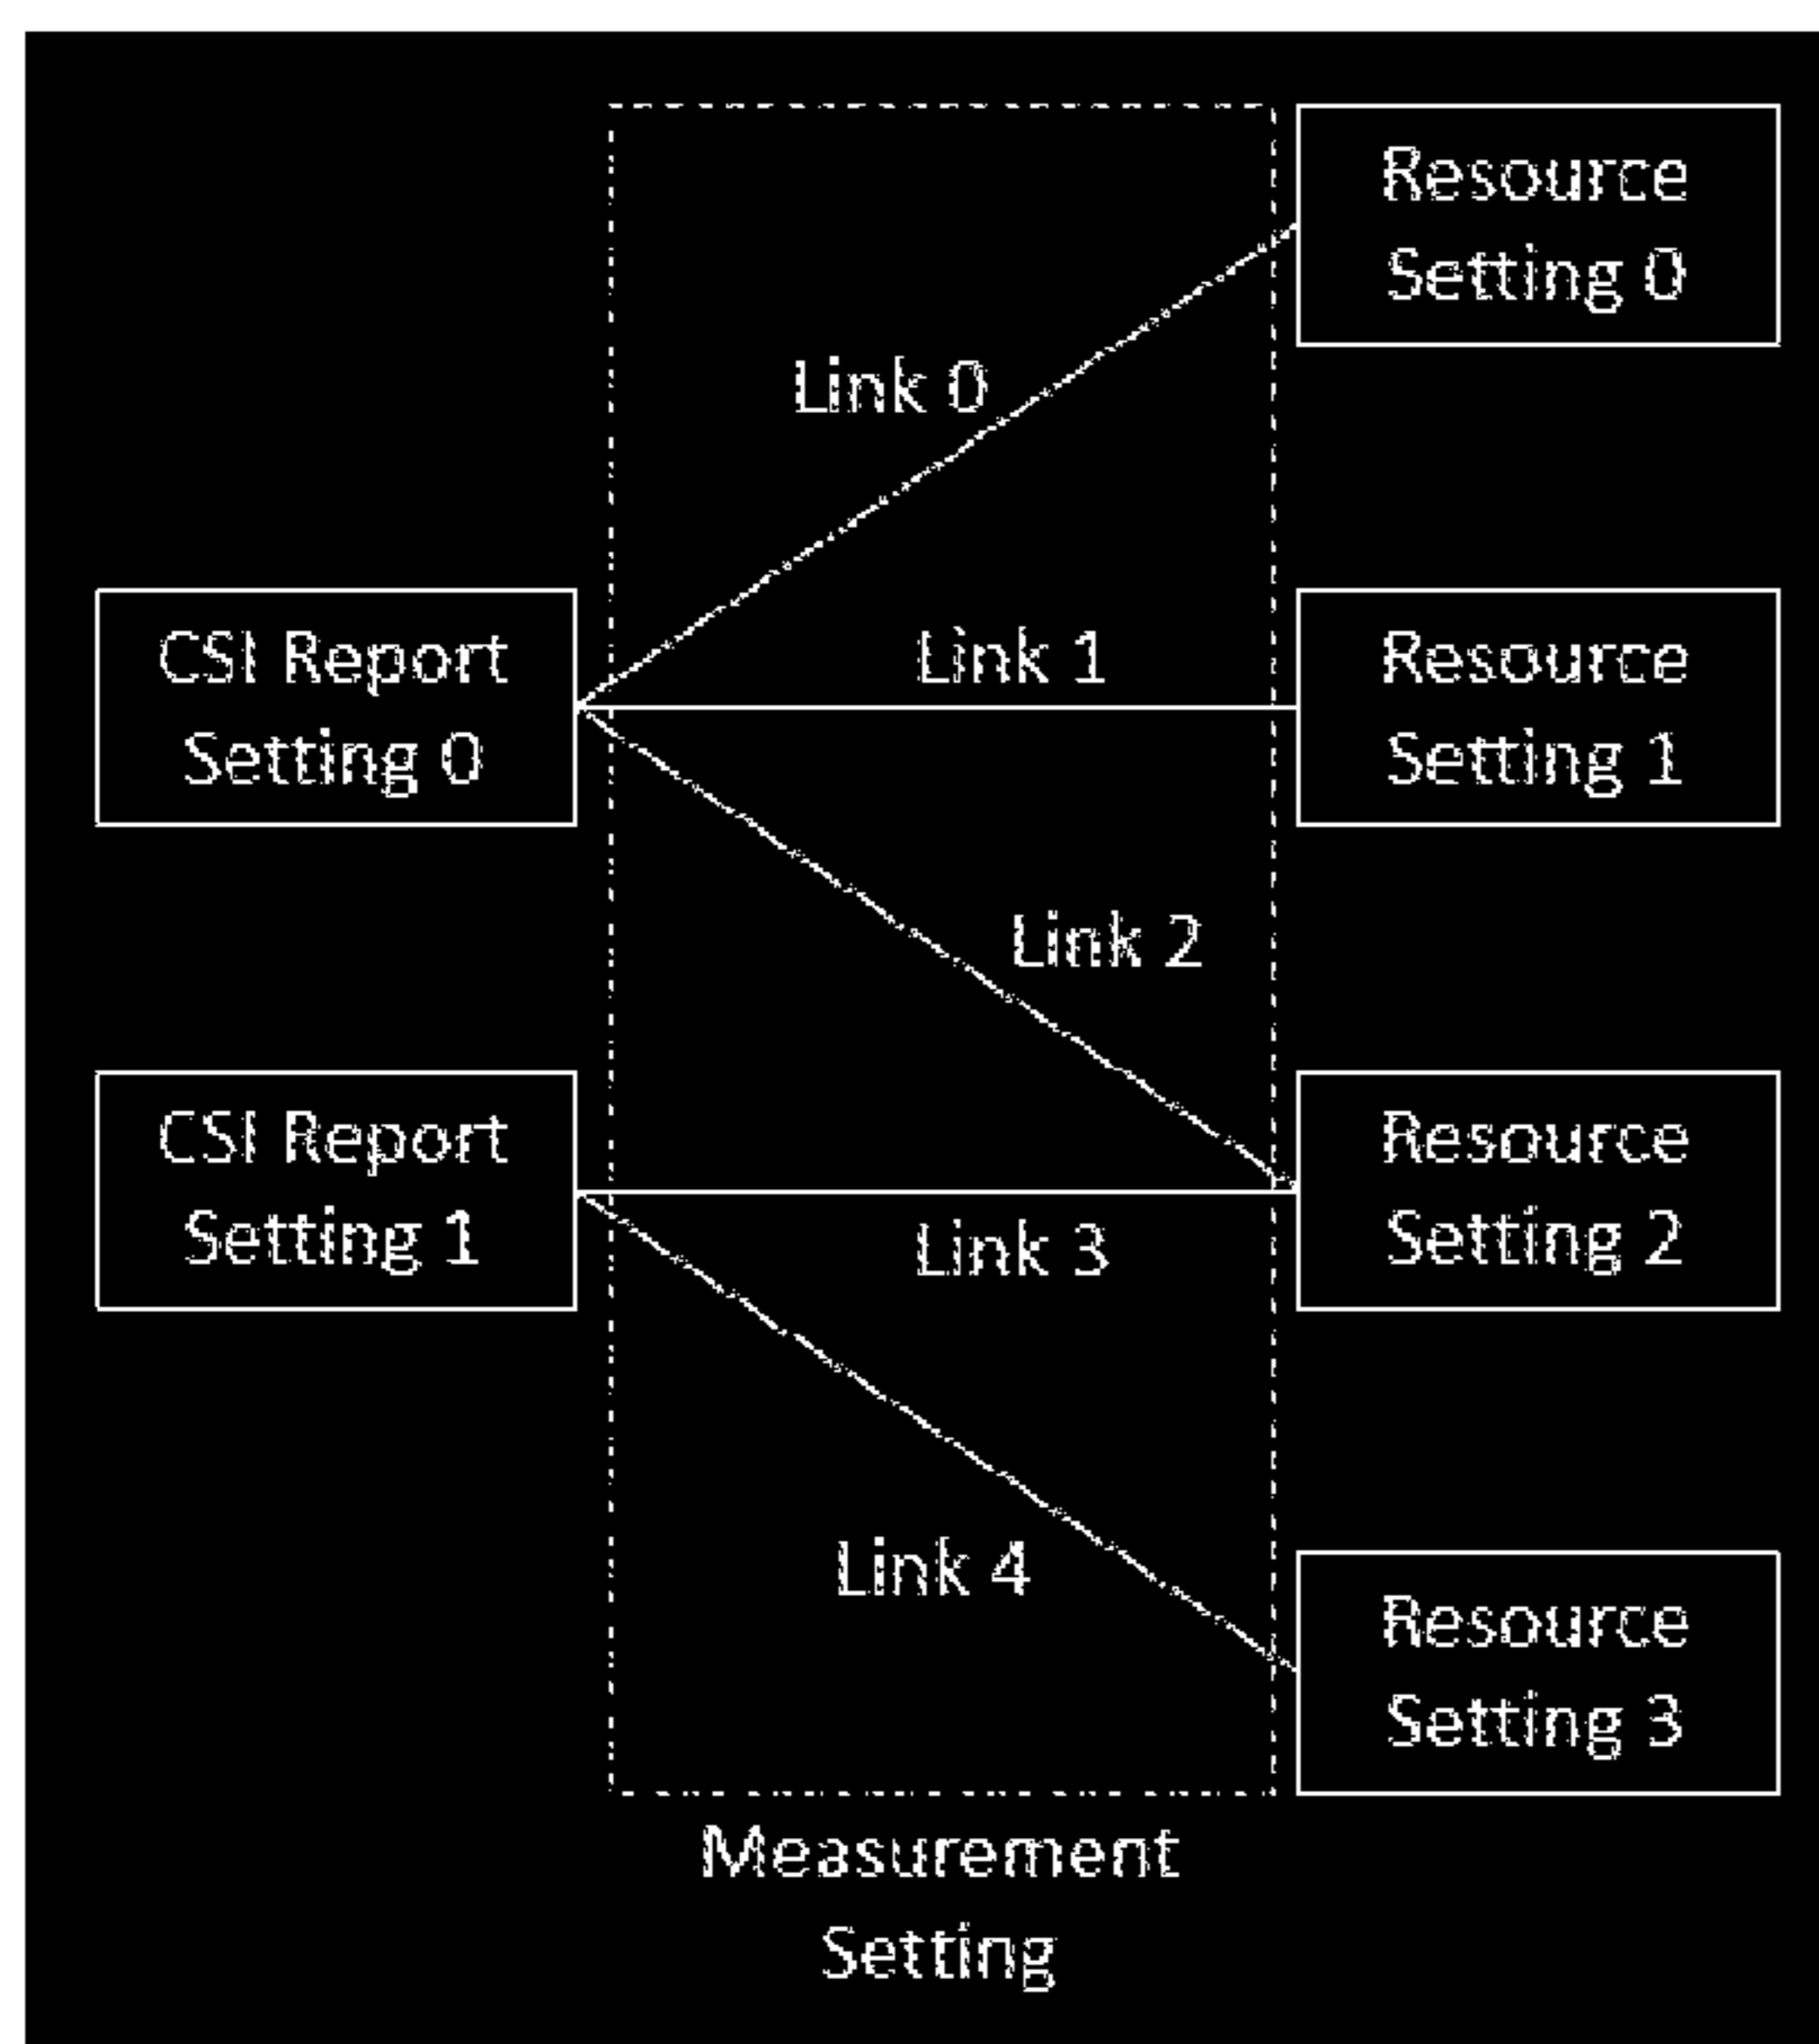 Resource
Setting 0
Link 0
CSI Report
Setting 0
Link 1
Resource
Setting 1
Link 2
CSI Report
Setting 1
Link 3
Resource
Setting 2
Link 4
Resource
Setting 3
Measurement
Setting